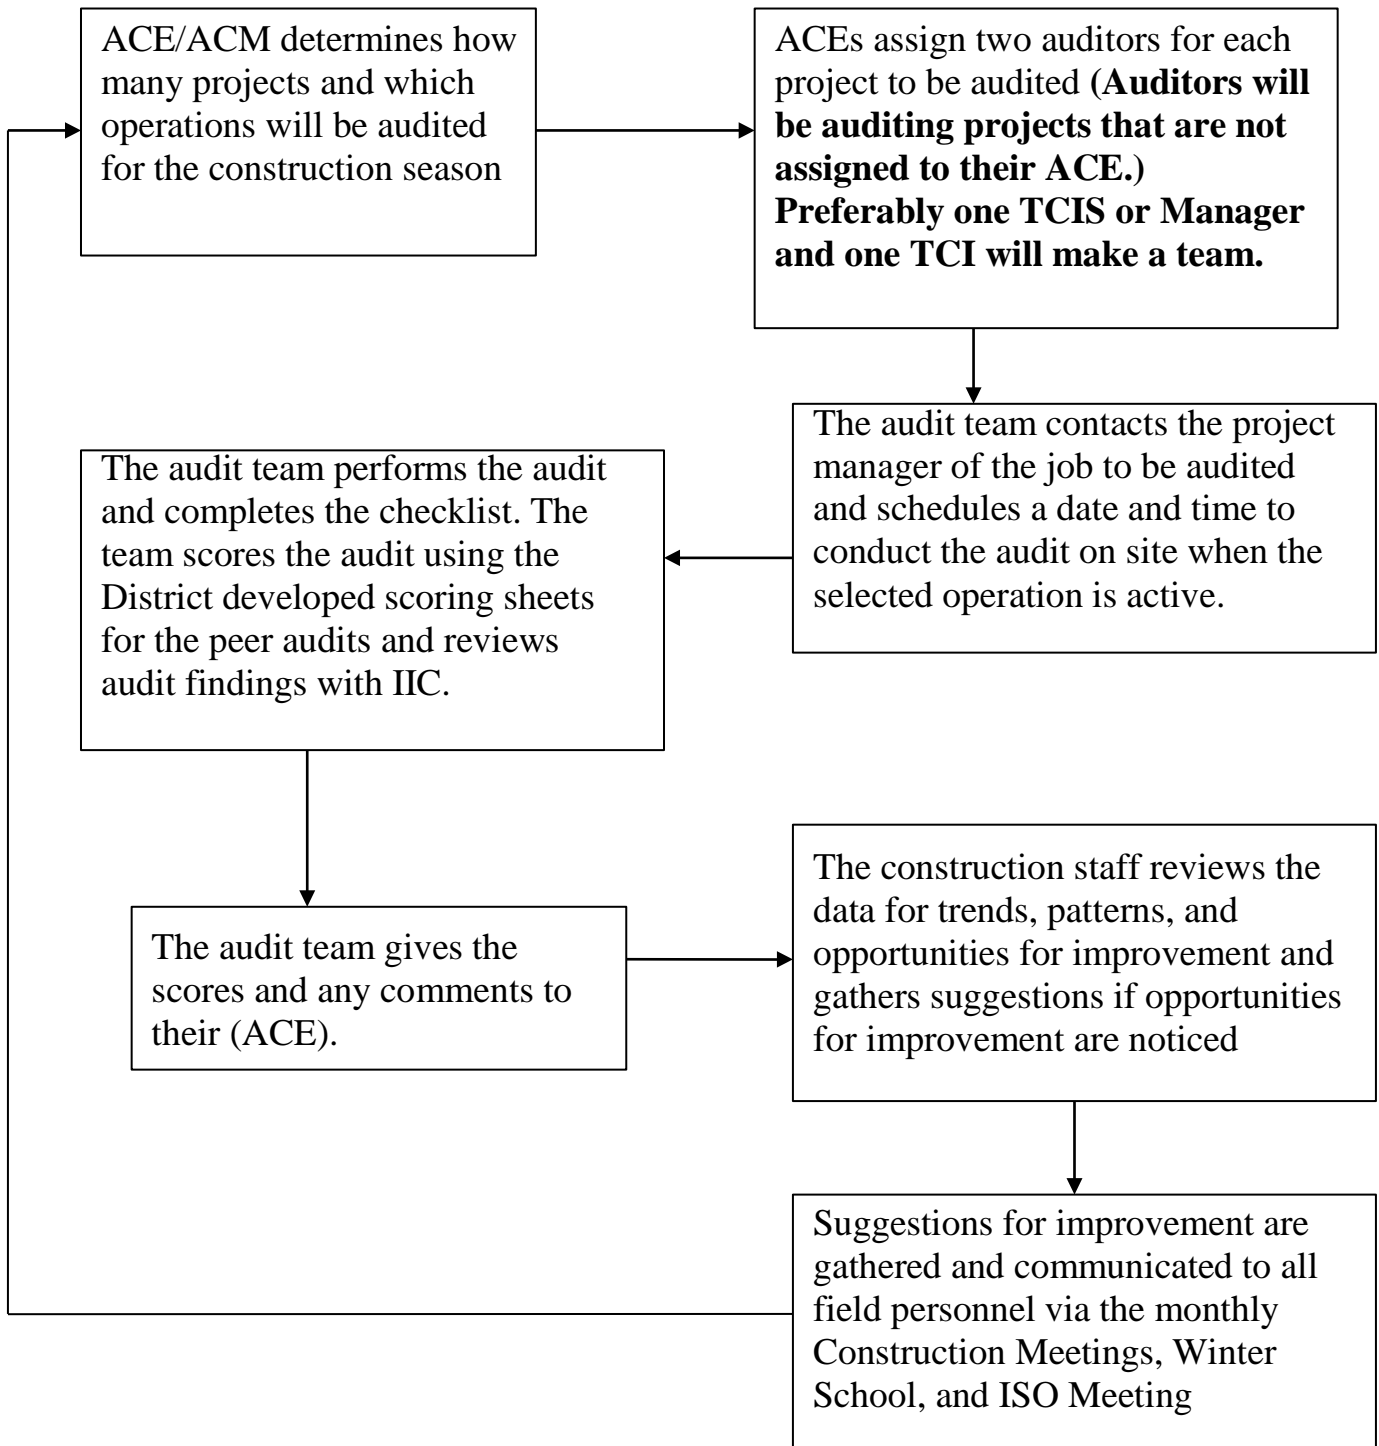 ACE/ACM determines how
many projects and which
operations will be audited
for the construction season
ACEs assign two auditors for each
project to be audited (Auditors will
be auditing projects that are not
assigned to their ACE.)
Preferably one TCIS or Manager
and one TCI will make a team.
The audit team contacts the project
manager of the job to be audited
and schedules a date and time to
conduct the audit on site when the
selected operation is active.
The audit team performs the audit
and completes the checklist. The
team scores the audit using the
District developed scoring sheets
for the peer audits and reviews
audit findings with IIC.
The audit team gives the
scores and any comments to
their (ACE).
The construction staff reviews the
data for trends, patterns, and
opportunities for improvement and
gathers suggestions if opportunities
for improvement are noticed
Suggestions for improvement are
gathered and communicated to all
field personnel via the monthly
Construction Meetings, Winter
School, and ISO Meeting